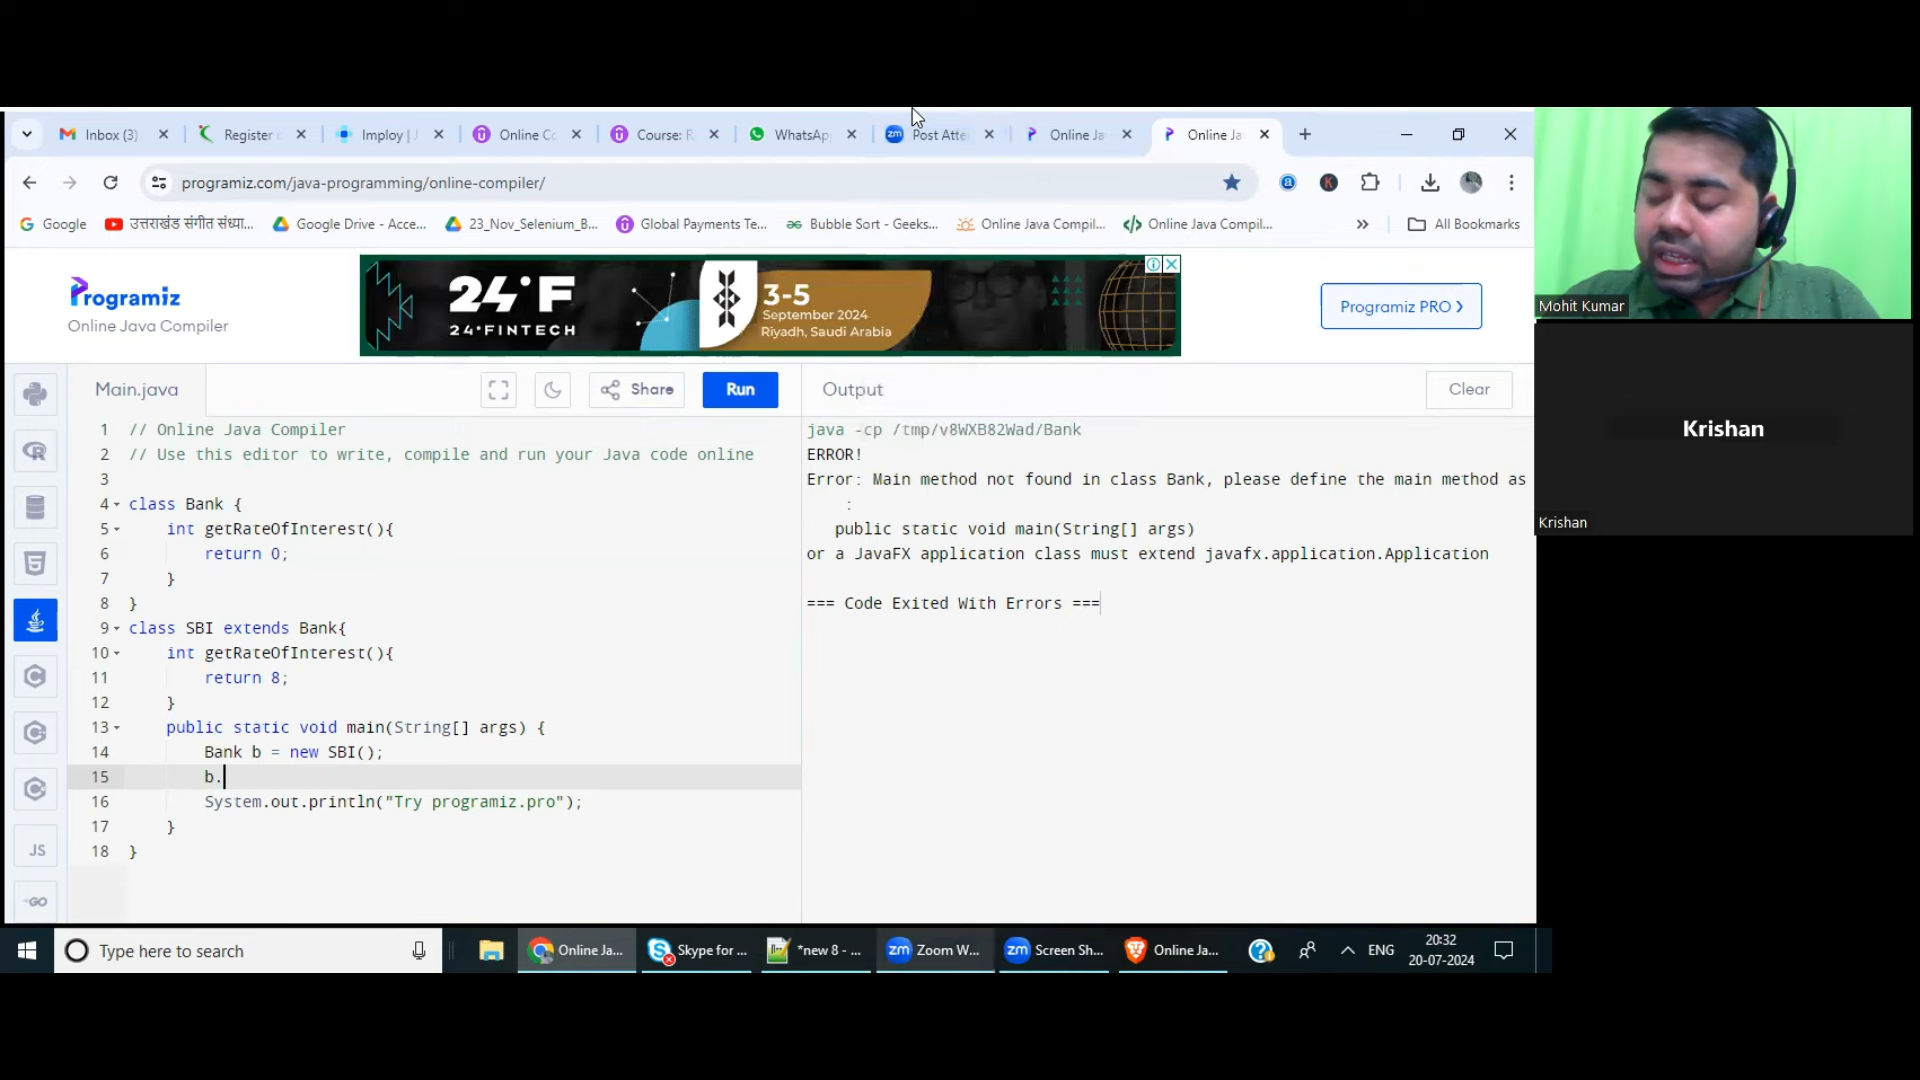 Inbox (3)
Register
Imploy | J
Online Co
Course: R
WhatsApp
Post Atte
Online Ja
Online Ja
programiz.com/java-programming/online-compiler/
Google
उत्तराखंड संगीत संध्या...
Google Drive - Acce...
23_Nov_Selenium_B...
Global Payments Te...
Bubble Sort - Geeks...
Online Java Compil...
Online Java Compil...
All Bookmarks
Programiz
Online Java Compiler
24°F
24°FINTECH
3-5
September 2024
Riyadh, Saudi Arabia
Programiz PRO
Mohit Kumar
Krishan
Krishan
Main.java
Share
Run
Output
Clear
1 // Online Java Compiler
2 // Use this editor to write, compile and run your Java code online
3
4 class Bank {
5 int getRateOfInterest(){
6 return 0;
7 }
8 }
9 class SBI extends Bank{
10 int getRateOfInterest(){
11 return 8;
12 }
13 public static void main(String[] args) {
14 Bank b = new SBI();
15 b.
16 System.out.println("Try programiz.pro");
17 }
18 }
java -cp /tmp/v8WXB82Wad/Bank
ERROR!
Error: Main method not found in class Bank, please define the main method as
:
public static void main(String[] args)
or a JavaFX application class must extend javafx.application.Application
=== Code Exited With Errors ===
JS
GO
Type here to search
Online Ja...
Skype for ...
*new 8 - ...
Zoom W...
Screen Sh...
Online Ja...
ENG
20:32
20-07-2024